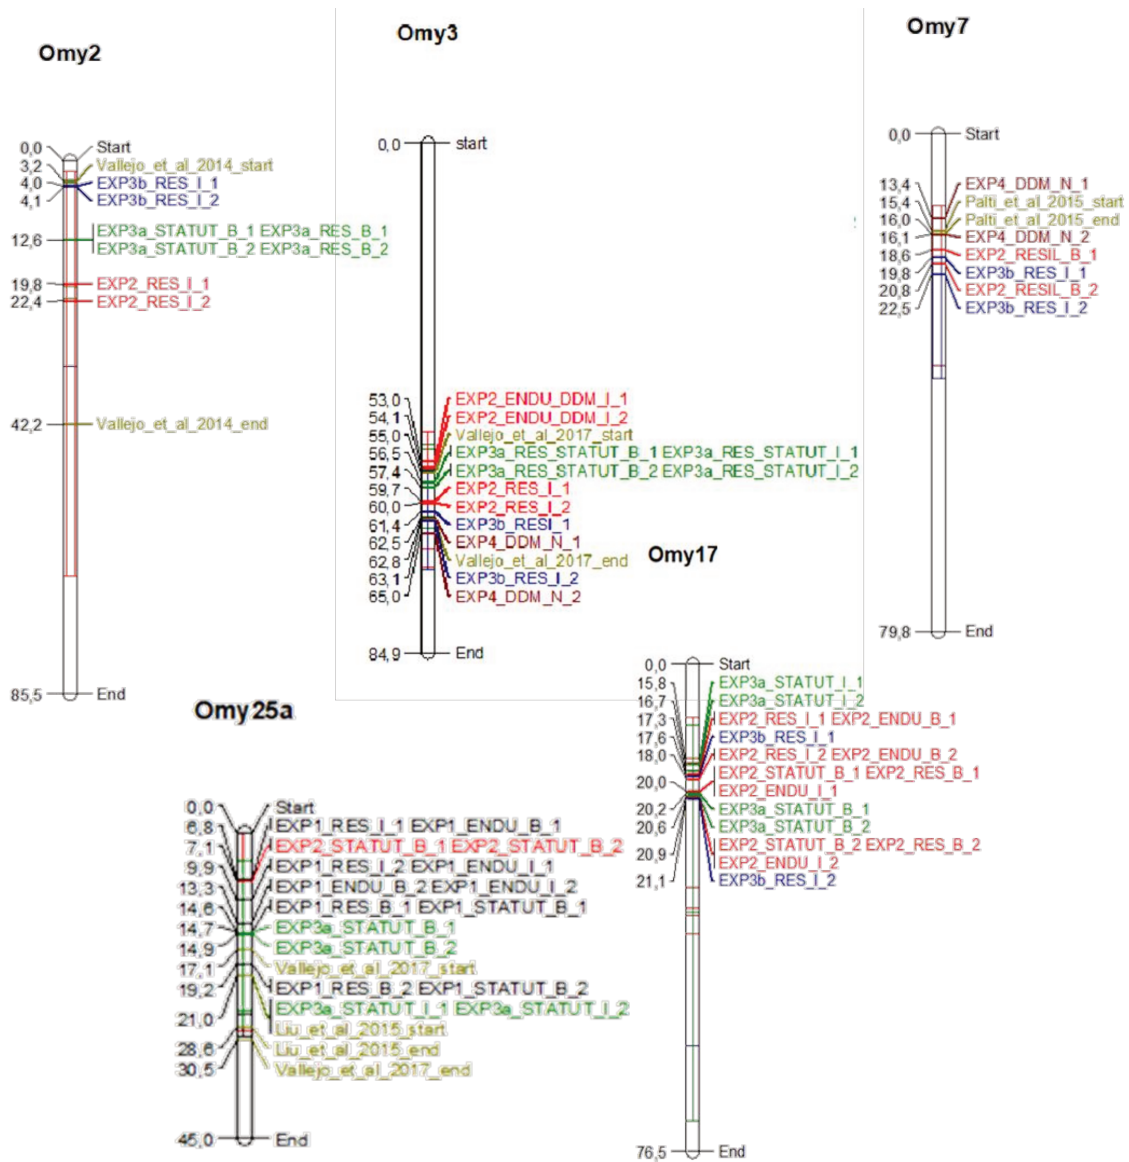 Omy2
0,0 Start
3,2 Vallejo_et_al_2014_start
4,0 EXP3b_RES_I_1
4,1 EXP3b_RES_I_2
EXP3a_STATUT_B_1 EXP3a_RES_B_1
12,6 EXP3a_STATUT_B_2 EXP3a_RES_B_2
19,8 EXP2_RES_I_1
22,4 EXP2_RES_I_2
42,2 Vallejo_et_al_2014_end
85,5 End
Omy3
0,0 start
53,0 EXP2_ENDU_DDM_I_1
54,1 EXP2_ENDU_DDM_I_2
55,0 Vallejo_et_al_2017_start
56,5 EXP3a_RES_STATUT_B_1 EXP3a_RES_STATUT_I_1
57,4 EXP3a_RES_STATUT_B_2 EXP3a_RES_STATUT_I_2
59,7 EXP2_RES_I_1
60,0 EXP2_RES_I_2
61,4 EXP3b_RESI_1
62,5 EXP4_DDM_N_1
62,8 Vallejo_et_al_2017_end
63,1 EXP3b_RES_I_2
65,0 EXP4_DDM_N_2
84,9 End
Omy7
0,0 Start
13,4 EXP4_DDM_N_1
15,4 Palti_et_al_2015_start
16,0 Palti_et_al_2015_end
16,1 EXP4_DDM_N_2
18,6 EXP2_RESIL_B_1
19,8 EXP3b_RES_I_1
20,8 EXP2_RESIL_B_2
22,5 EXP3b_RES_I_2
79,8 End
Omy17
0,0 Start
15,8 EXP3a_STATUT_I_1
16,7 EXP3a_STATUT_I_2
17,3 EXP2_RES_I_1 EXP2_ENDU_B_1
17,6 EXP3b_RES_I_1
18,0 EXP2_RES_I_2 EXP2_ENDU_B_2
EXP2_STATUT_B_1 EXP2_RES_B_1
20,0 EXP2_ENDU_I_1
20,2 EXP3a_STATUT_B_1
20,6 EXP3a_STATUT_B_2
EXP2_STATUT_B_2 EXP2_RES_B_2
20,9 EXP2_ENDU_I_2
21,1 EXP3b_RES_I_2
76,5 End
Omy25a
0,0 Start
6,8 EXP1_RES_I_1 EXP1_ENDU_B_1
7,1 EXP2_STATUT_B_1 EXP2_STATUT_B_2
9,9 EXP1_RES_I_2 EXP1_ENDU_I_1
13,3 EXP1_ENDU_B_2 EXP1_ENDU_I_2
14,6 EXP1_RES_B_1 EXP1_STATUT_B_1
14,7 EXP3a_STATUT_B_1
14,9 EXP3a_STATUT_B_2
17,1 Vallejo_et_al_2017_start
19,2 EXP1_RES_B_2 EXP1_STATUT_B_2
EXP3a_STATUT_I_1 EXP3a_STATUT_I_2
21,0 Liu_et_al_2015_start
28,6 Liu_et_al_2015_end
30,5 Vallejo_et_al_2017_end
45,0 End